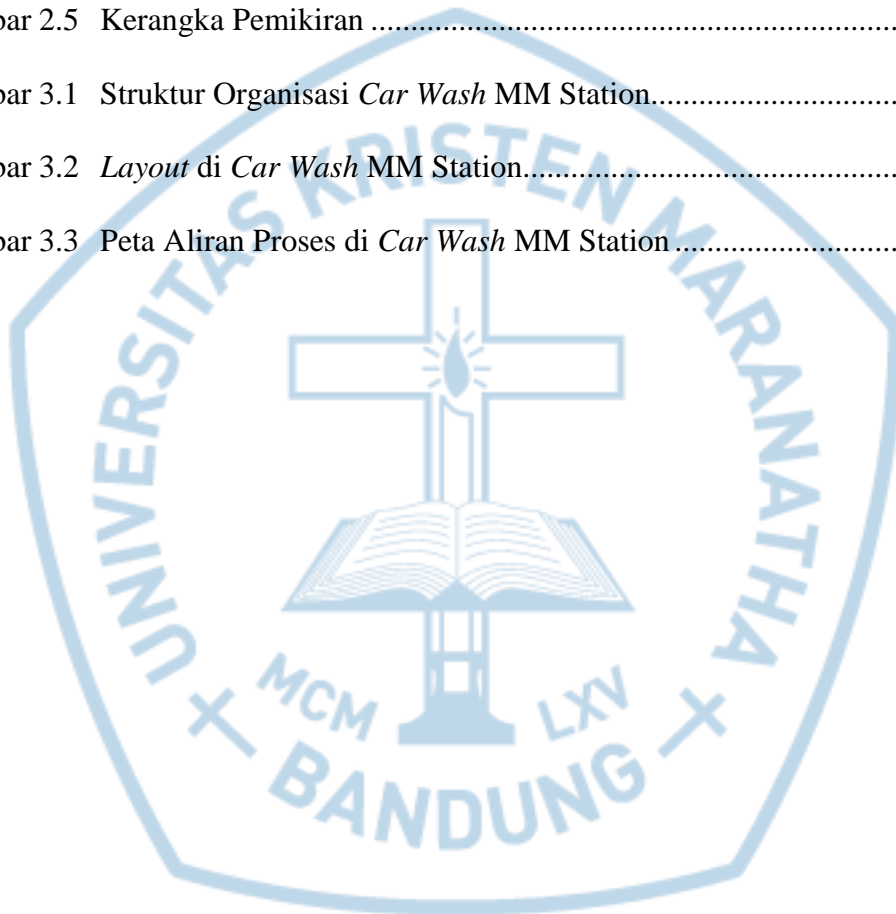 bar 2.5 Kerangka Pemikiran ........................................................................
bar 3.1 Struktur Organisasi Car Wash MM Station...................................
bar 3.2 Layout di Car Wash MM Station.....................................................
bar 3.3 Peta Aliran Proses di Car Wash MM Station ...............................
UNIVERSITAS KRISTEN MARANATHA
MCM LXV
BANDUNG